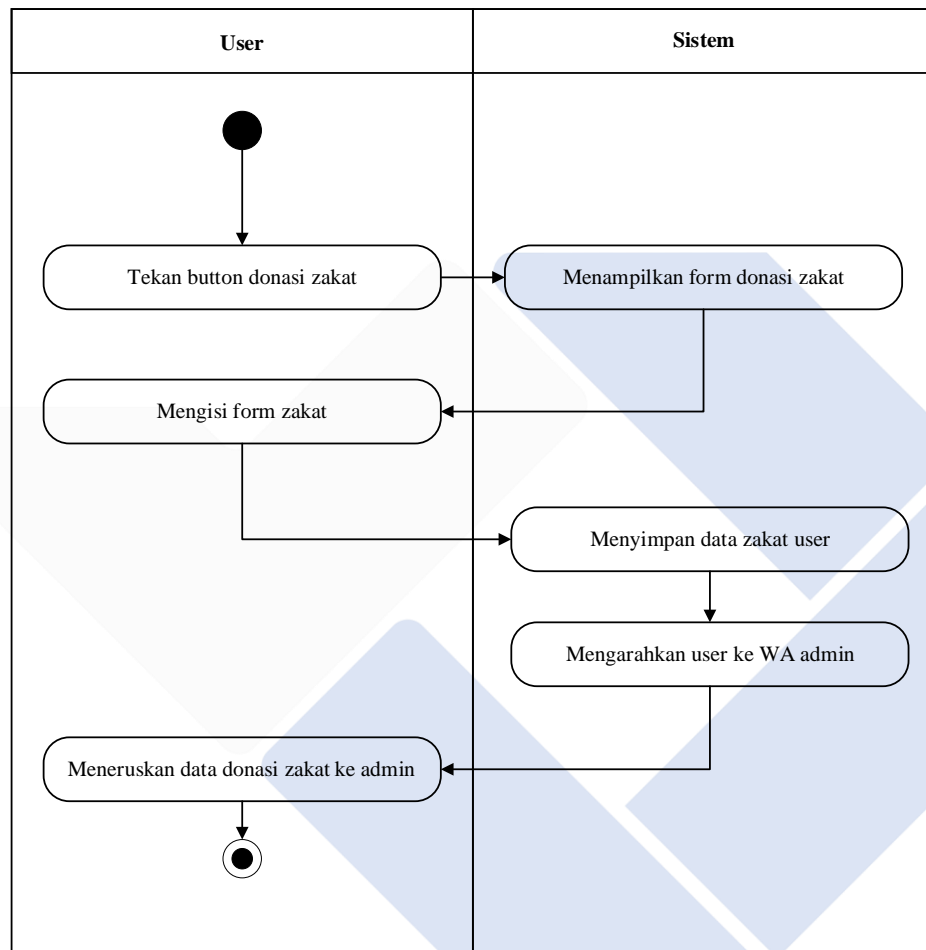 User
Sistem
Tekan button donasi zakat
Menampilkan form donasi zakat
Mengisi form zakat
Menyimpan data zakat user
Mengarahkan user ke WA admin
Meneruskan data donasi zakat ke admin